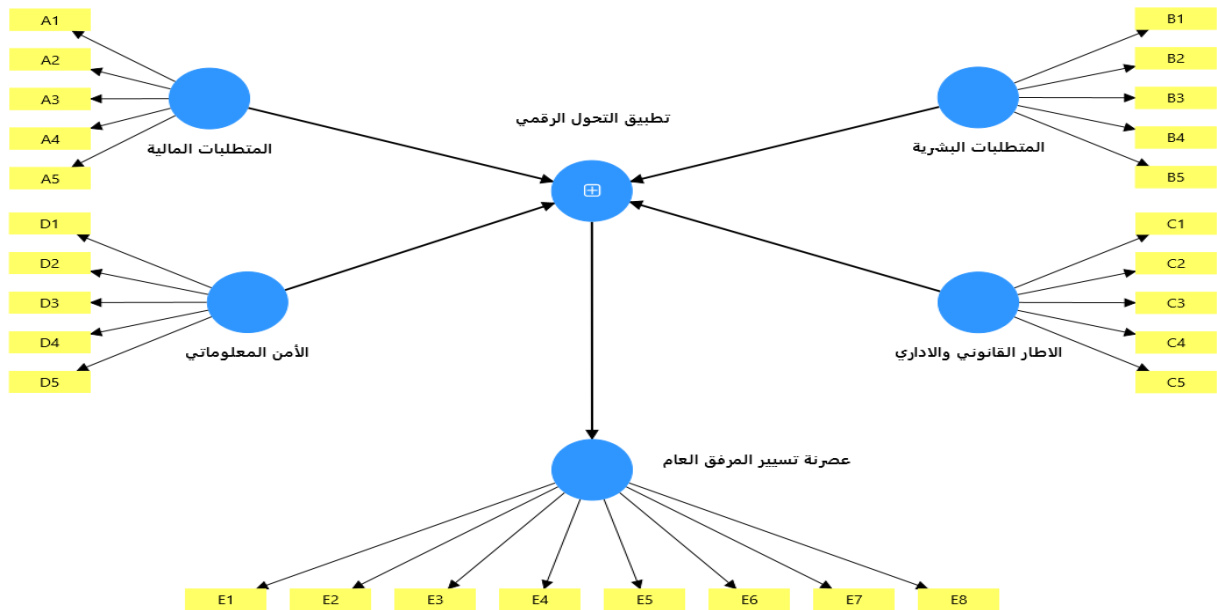 A1
A2
A3
A4
A5
المتطلبات المالية
تطبيق التحول الرقمي
B1
B2
B3
B4
B5
المتطلبات البشرية
D1
D2
D3
D4
D5
الأمن المعلوماتي
C1
C2
C3
C4
C5
الاطار القانوني والاداري
عصرنة تسيير المرفق العام
E1
E2
E3
E4
E5
E6
E7
E8